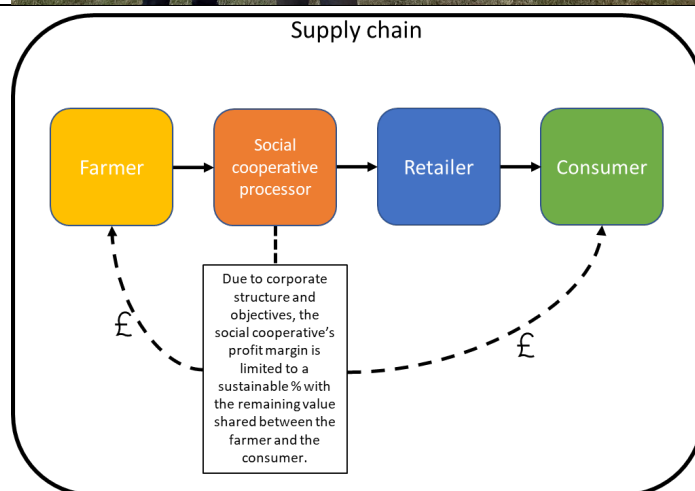 Supply chain
Farmer
Social
cooperative
processor
Retailer
Consumer
Due to corporate
structure and
objectives, the
social cooperative’s
profit margin is
limited to a
sustainable % with
the remaining value
shared between the
farmer and the
consumer.
£
£